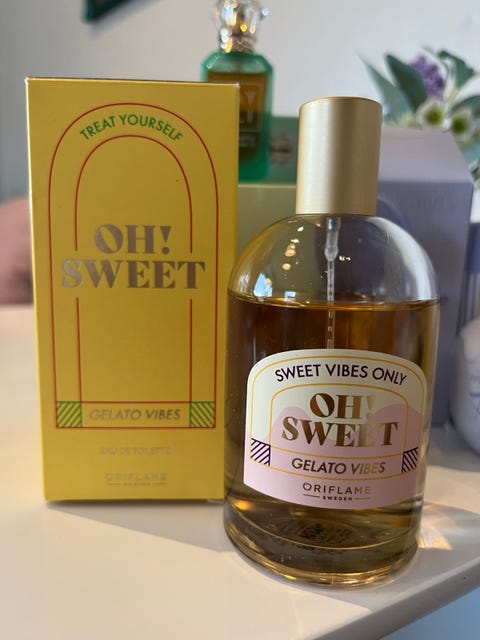 TREAT YOURSELF
OH!
SWEET
GELATO VIBES
EAU DE TOILETTE
ORIFLAME
SWEDEN
SWEET VIBES ONLY
OH!
SWEET
GELATO VIBES
ORIFLAME
SWEDEN